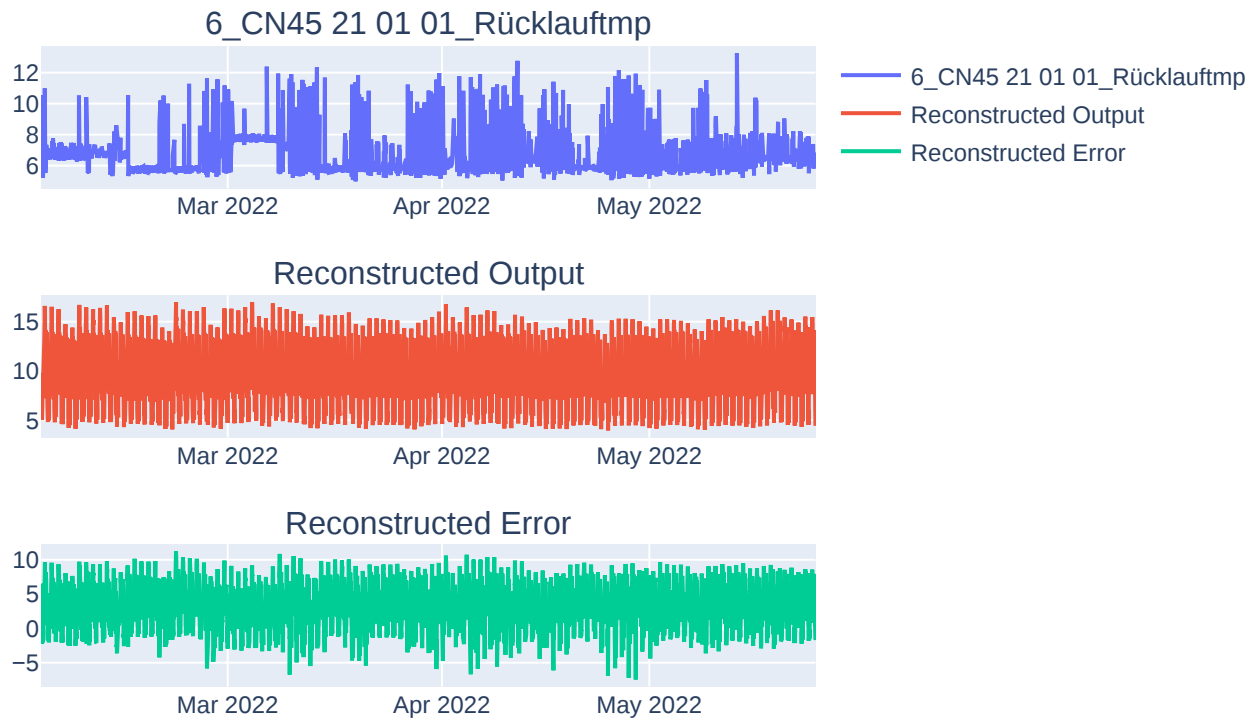 6_CN45 21 01 01_Rücklauftmp
12
10
8
6
Mar 2022 Apr 2022 May 2022
6_CN45 21 01 01_Rücklauftmp
Reconstructed Output
Reconstructed Error
Reconstructed Output
15
10
5
Mar 2022 Apr 2022 May 2022
Reconstructed Error
10
5
0
−5
Mar 2022 Apr 2022 May 2022